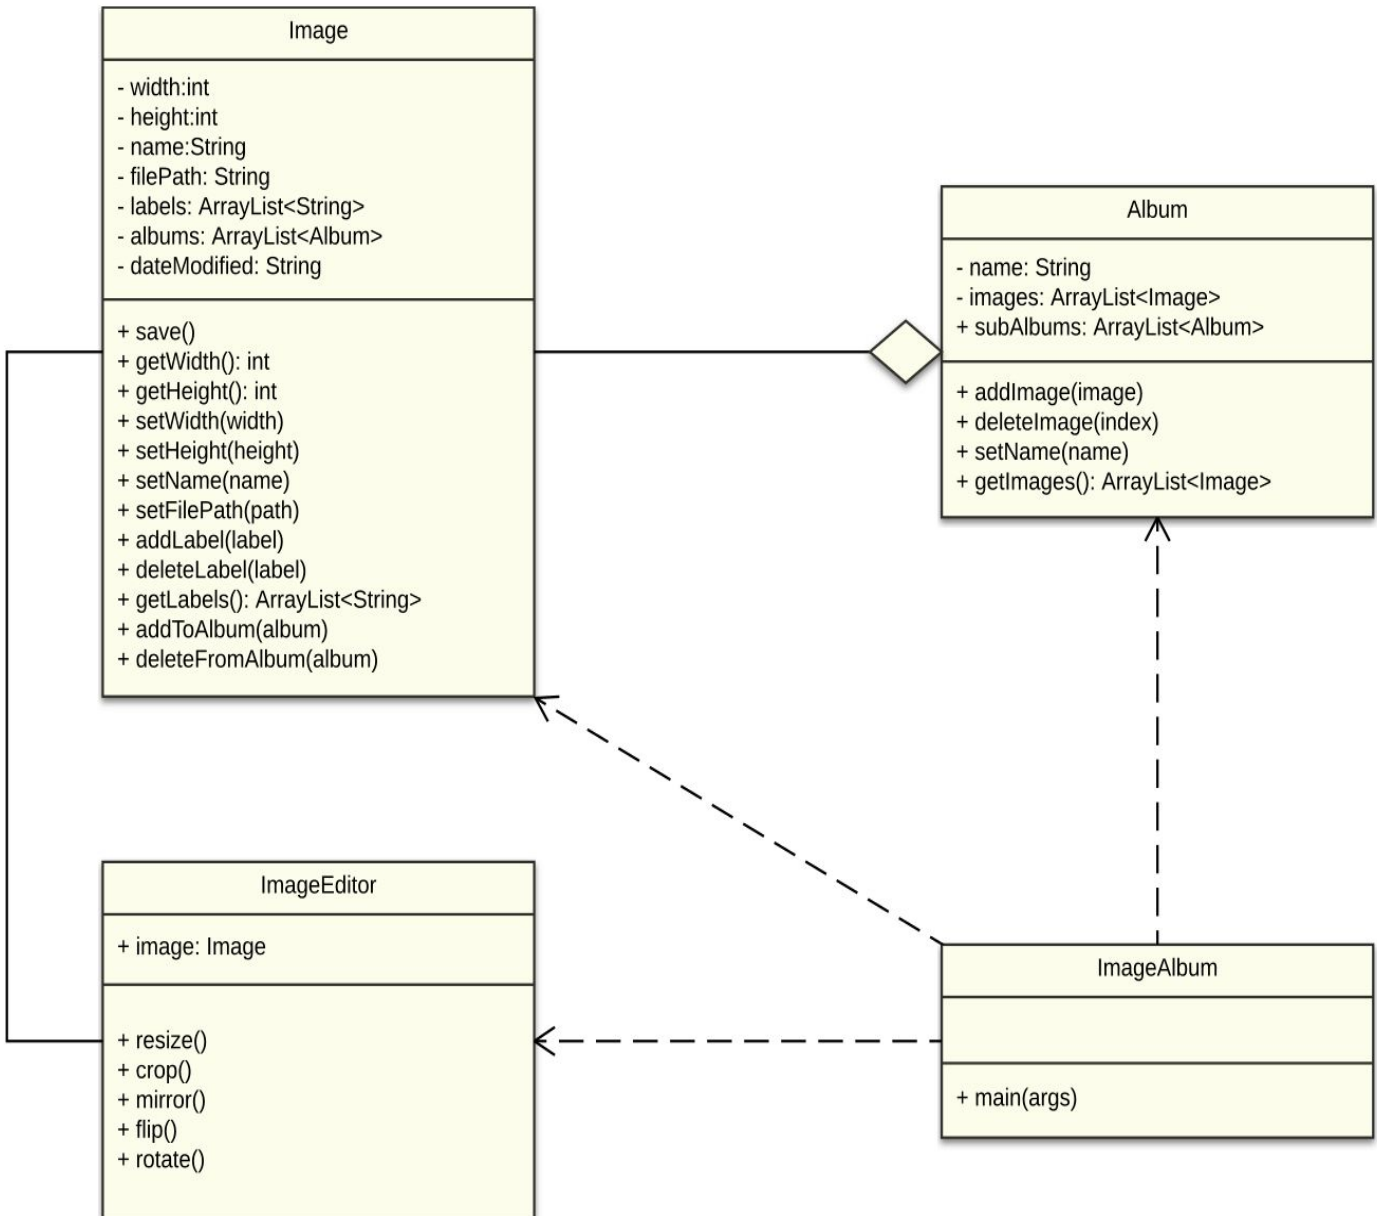 Image
- width:int
- height:int
- name:String
- filePath: String
- labels: ArrayList<String>
- albums: ArrayList<Album>
- dateModified: String
+ save()
+ getWidth(): int
+ getHeight(): int
+ setWidth(width)
+ setHeight(height)
+ setName(name)
+ setFilePath(path)
+ addLabel(label)
+ deleteLabel(label)
+ getLabels(): ArrayList<String>
+ addToAlbum(album)
+ deleteFromAlbum(album)
Album
- name: String
- images: ArrayList<Image>
+ subAlbums: ArrayList<Album>
+ addImage(image)
+ deleteImage(index)
+ setName(name)
+ getImages(): ArrayList<Image>
ImageEditor
+ image: Image
+ resize()
+ crop()
+ mirror()
+ flip()
+ rotate()
ImageAlbum
+ main(args)